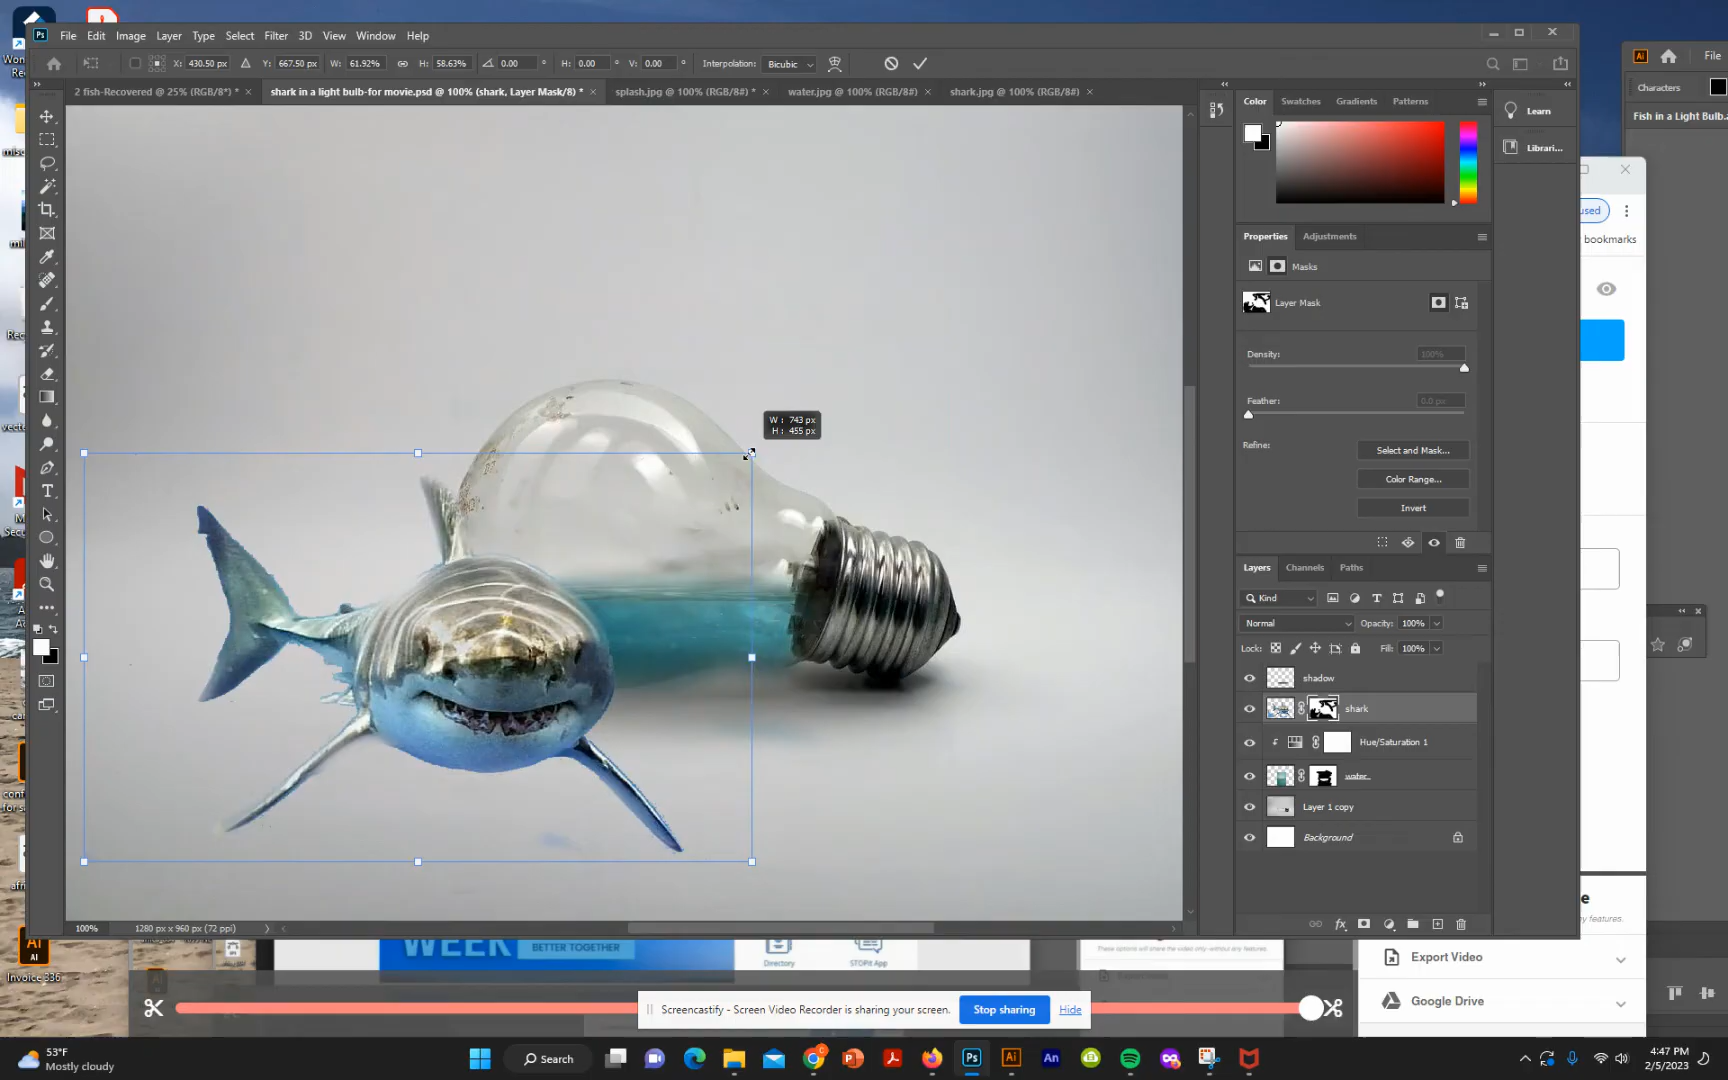 File Edit Image Layer Type Select Filter 3D View Window Help
X: 430.50 px Y: 667.50 px W: 61.92% H: 58.63% 0.00 ° H: 0.00 ° V: 0.00 ° Interpolation: Bicubic
2 fish-Recovered @ 25% (RGB/8*) * × shark in a light bulb-for movie.psd @ 100% (shark, Layer Mask/8) * × splash.jpg @ 100% (RGB/8#) * × water.jpg @ 100% (RGB/8#) × shark.jpg @ 100% (RGB/8#) ×
File
Characters
Fish in a Light Bulb.a
Color Swatches Gradients Patterns
Learn
Librari...
Properties Adjustments
Masks
Layer Mask
Density: 100%
Feather: 0.0 px
Refine: Select and Mask...
Color Range...
Invert
W: 743 px
H: 455 px
Layers Channels Paths
Kind
Normal Opacity: 100%
Lock: Fill: 100%
shadow
shark
Hue/Saturation 1
water
Layer 1 copy
Background
used
bookmarks
100% 1280 px x 960 px (72 ppi)
Invoice 336
WEEK
BETTER TOGETHER
Directory
STOPit App
Export Video
Google Drive
Screencastify - Screen Video Recorder is sharing your screen. Stop sharing Hide
53°F
Mostly cloudy
Search
4:47 PM
2/5/2023